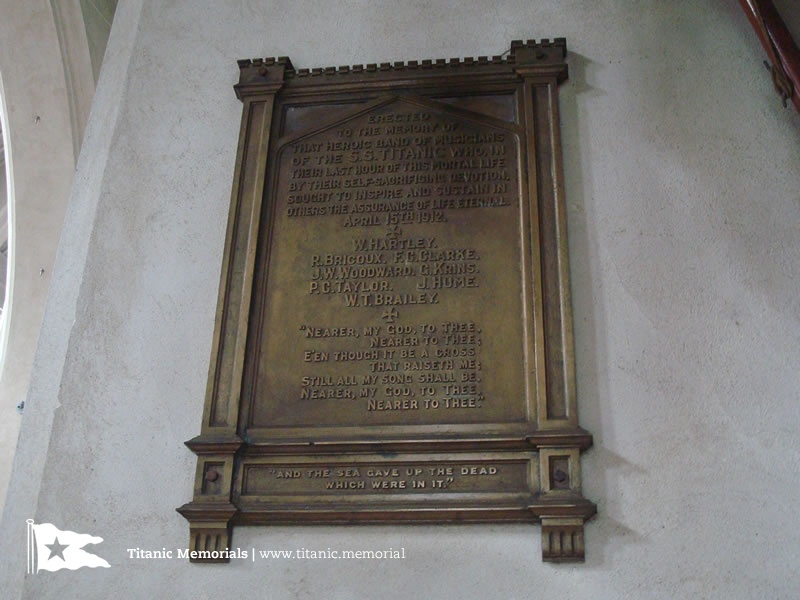 ERECTED
TO THE MEMORY OF
THAT HEROIC BAND OF MUSICIANS
OF THE S.S. TITANIC WHO, IN
THEIR LAST HOUR OF THIS MORTAL LIFE
BY THEIR SELF-SACRIFICING DEVOTION,
SOUGHT TO INSPIRE AND SUSTAIN IN
OTHERS THE ASSURANCE OF LIFE ETERNAL.
APRIL 15TH 1912.
W. HARTLEY.
R. BRICOUX. F. C. CLARKE.
J. W. WOODWARD. G. KRINS.
P. C. TAYLOR. J. HUME.
W. T. BRAILEY.
"NEARER, MY GOD, TO THEE,
NEARER TO THEE;
E'EN THOUGH IT BE A CROSS
THAT RAISETH ME;
STILL ALL MY SONG SHALL BE,
NEARER, MY GOD, TO THEE,
NEARER TO THEE."
"AND THE SEA GAVE UP THE DEAD
WHICH WERE IN IT."
Titanic Memorials | www.titanic.memorial